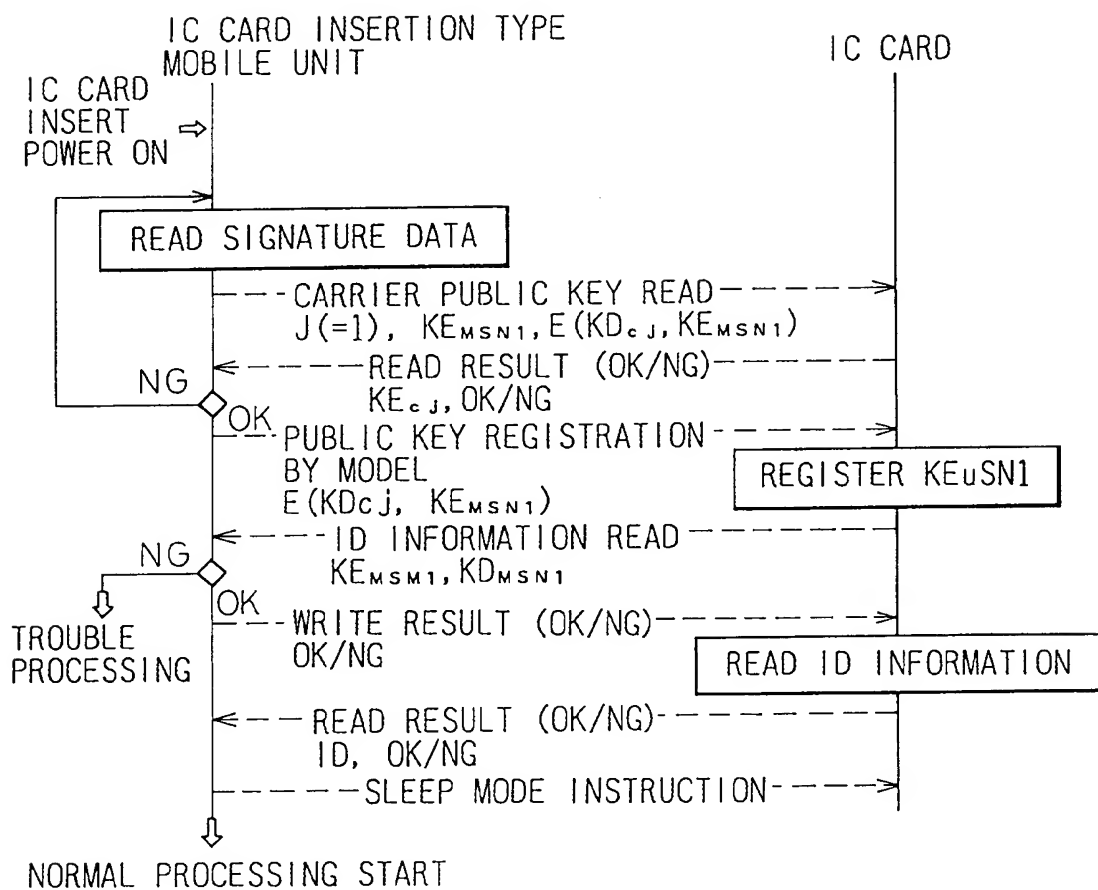 IC CARD INSERTION TYPE
MOBILE UNIT
IC CARD
IC CARD
INSERT
POWER ON
READ SIGNATURE DATA
CARRIER PUBLIC KEY READ
J(=1), KEMSN1, E(KDcj, KEMSN1)
READ RESULT (OK/NG)
KEcj, OK/NG
NG
OK
PUBLIC KEY REGISTRATION
BY MODEL
E(KDcj, KEMSN1)
REGISTER KEuSN1
ID INFORMATION READ
KEMSM1, KDMSN1
NG
OK
TROUBLE
PROCESSING
WRITE RESULT (OK/NG)
OK/NG
READ ID INFORMATION
READ RESULT (OK/NG)
ID, OK/NG
SLEEP MODE INSTRUCTION
NORMAL PROCESSING START